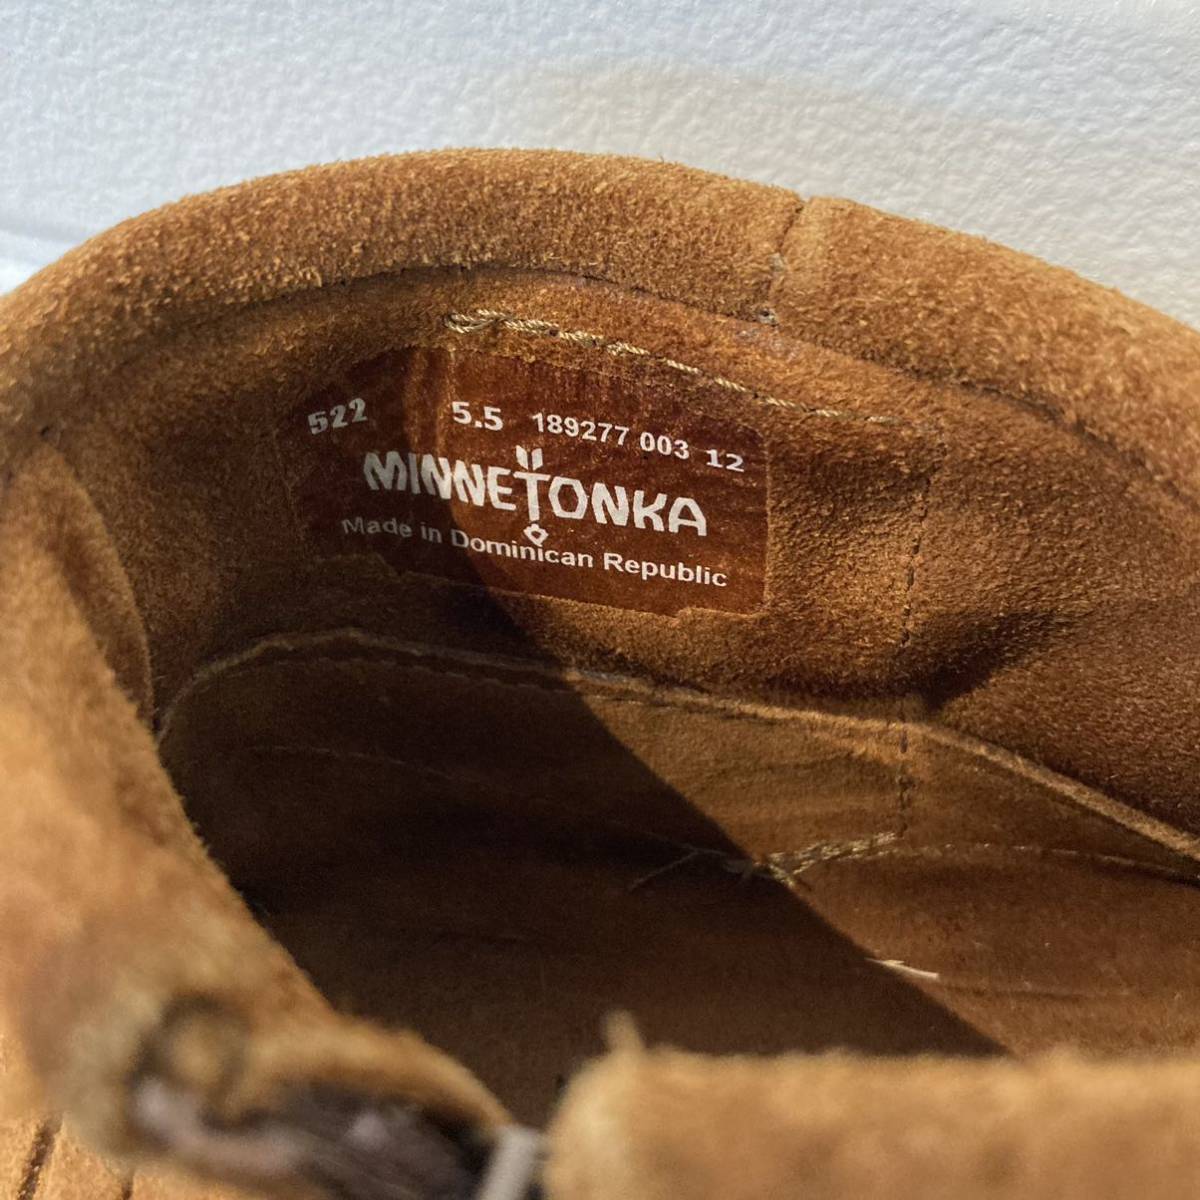 522 5.5 189277 003 12
MINNETONKA
Made in Dominican Republic